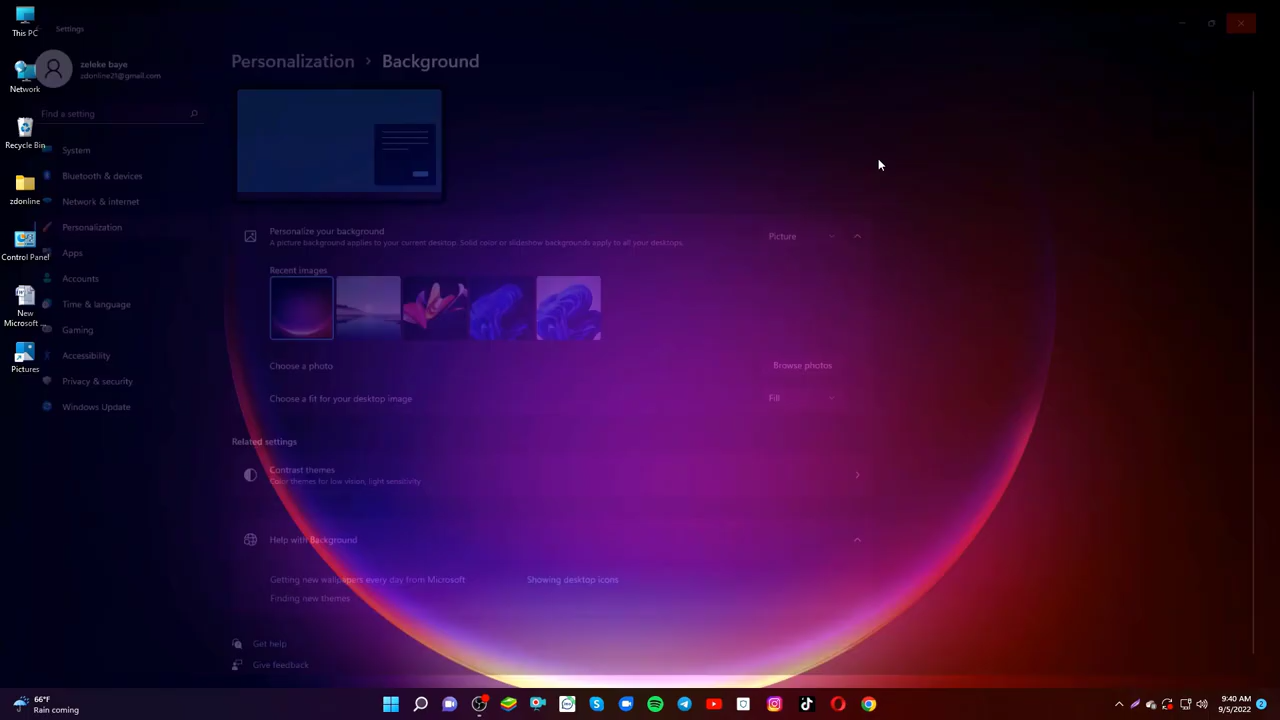 This PC
Network
Recycle Bin
zdonline
Control Panel
New
Microsoft ...
Pictures
Settings
zeleke baye
zdonline21@gmail.com
Find a setting
System
Bluetooth & devices
Network & internet
Personalization
Apps
Accounts
Time & language
Gaming
Accessibility
Privacy & security
Windows Update
Personalization > Background
Personalize your background
A picture background applies to your current desktop. Solid color or slideshow backgrounds apply to all your desktops.
Picture
Recent images
Choose a photo
Browse photos
Choose a fit for your desktop image
Fill
Related settings
Contrast themes
Color themes for low vision, light sensitivity
Help with Background
Getting new wallpapers every day from Microsoft
Showing desktop icons
Finding new themes
Get help
Give feedback
66°F
Rain coming
9:40 AM
9/5/2022
2